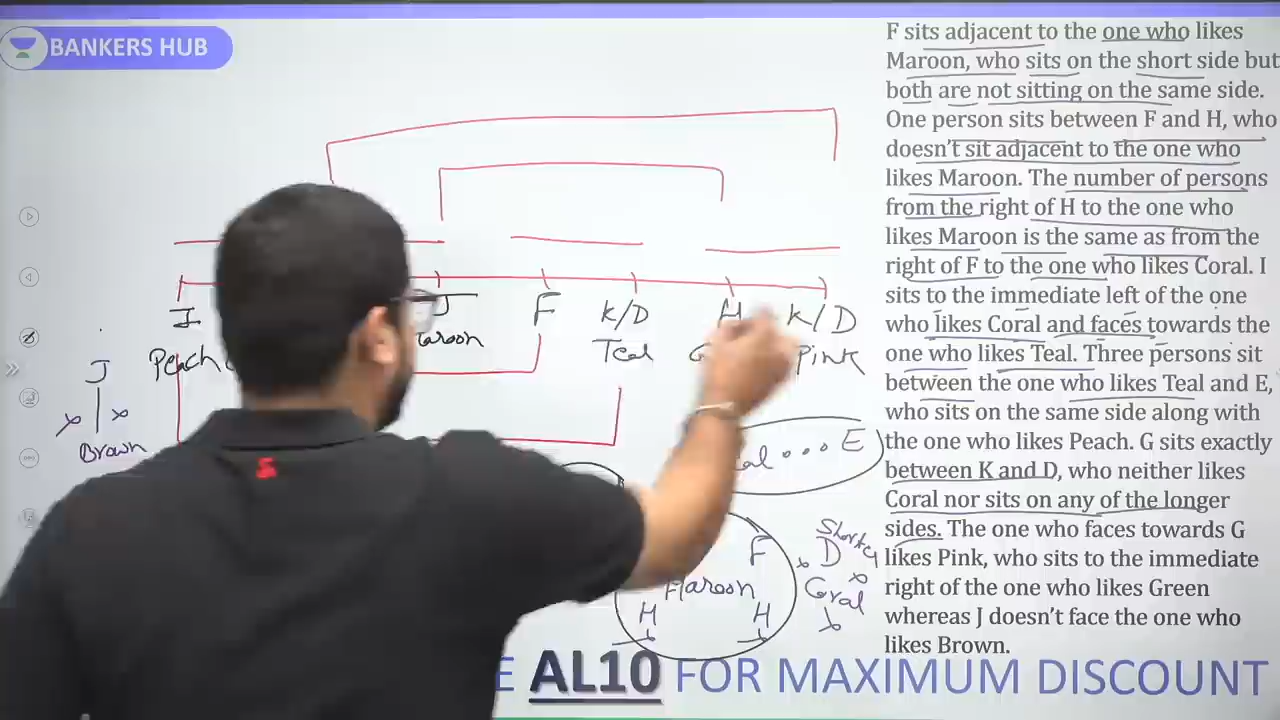 BANKERS HUB
F sits adjacent to the one who likes
Maroon, who sits on the short side but
both are not sitting on the same side.
One person sits between F and H, who
doesn't sit adjacent to the one who
likes Maroon. The number of persons
from the right of H to the one who
likes Maroon is the same as from the
right of F to the one who likes Coral. I
sits to the immediate left of the one
who likes Coral and faces towards the
one who likes Teal. Three persons sit
between the one who likes Teal and E,
who sits on the same side along with
the one who likes Peach. G sits exactly
between K and D, who neither likes
Coral nor sits on any of the longer
sides. The one who faces towards G
likes Pink, who sits to the immediate
right of the one who likes Green
whereas J doesn't face the one who
likes Brown.
I
J
F
K/D
H
K/D
Peach
Teal
Pink
J
x x
Brown
E
Shorter
F
D
Maroon
Coral
H
H
AL10 FOR MAXIMUM DISCOUNT